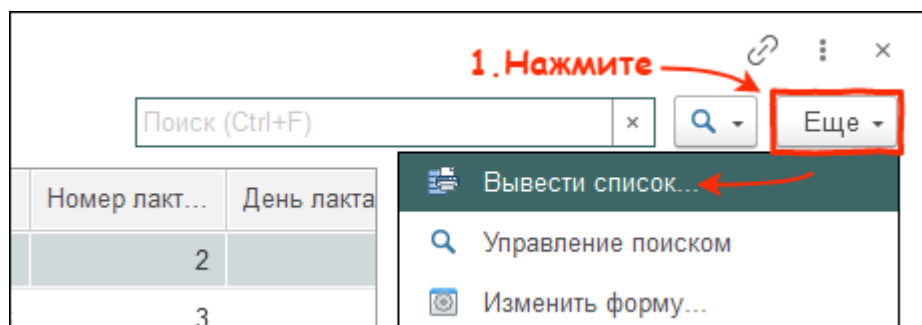 1. Нажмите
Поиск (Ctrl+F)
Еще
Номер лакт...
День лакта
Вывести список...
2
Управление поиском
3
Изменить форму...